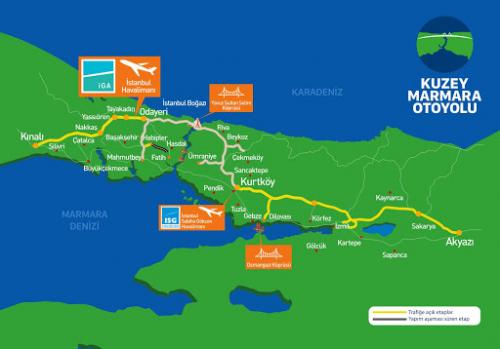 KUZEY
MARMARA
OTOYOLU
KARADENİZ
iGA
İstanbul
Havalimanı
İstanbul Boğazı
Yavuz Sultan Selim
Köprüsü
Tayakadın
Odayeri
Yassıören
Nakkaş
Riva
Beykoz
Kınalı
Silivri
Çatalca
Başakşehir
Habipler
Hasdal
Mahmutbey
Fatih
Ümraniye
Çekmeköy
Büyükçekmece
Sancaktepe
Pendik
Kurtköy
Kaynarca
MARMARA
DENİZİ
ISG
İstanbul
Sabiha Gökçen
Havalimanı
Tuzla
Gebze
Dilovası
Körfez
İzmit
Sakarya
Akyazı
Osmangazi Köprüsü
Gölcük
Kartepe
Sapanca
Trafiğe açık etaplar
Yapım aşaması süren etap